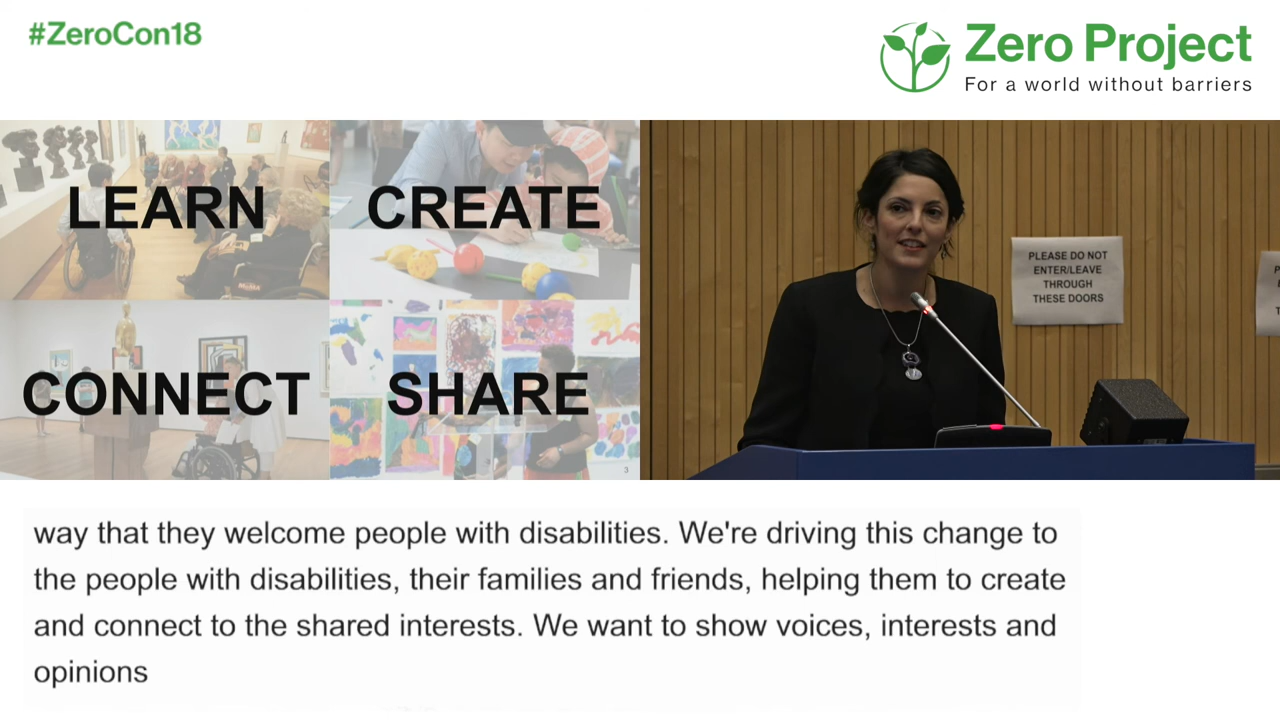 #ZeroCon18
Zero Project
For a world without barriers
LEARN
CREATE
CONNECT
SHARE
MoMA
3
PLEASE DO NOT
ENTER/LEAVE
THROUGH
THESE DOORS
way that they welcome people with disabilities. We're driving this change to
the people with disabilities, their families and friends, helping them to create
and connect to the shared interests. We want to show voices, interests and
opinions